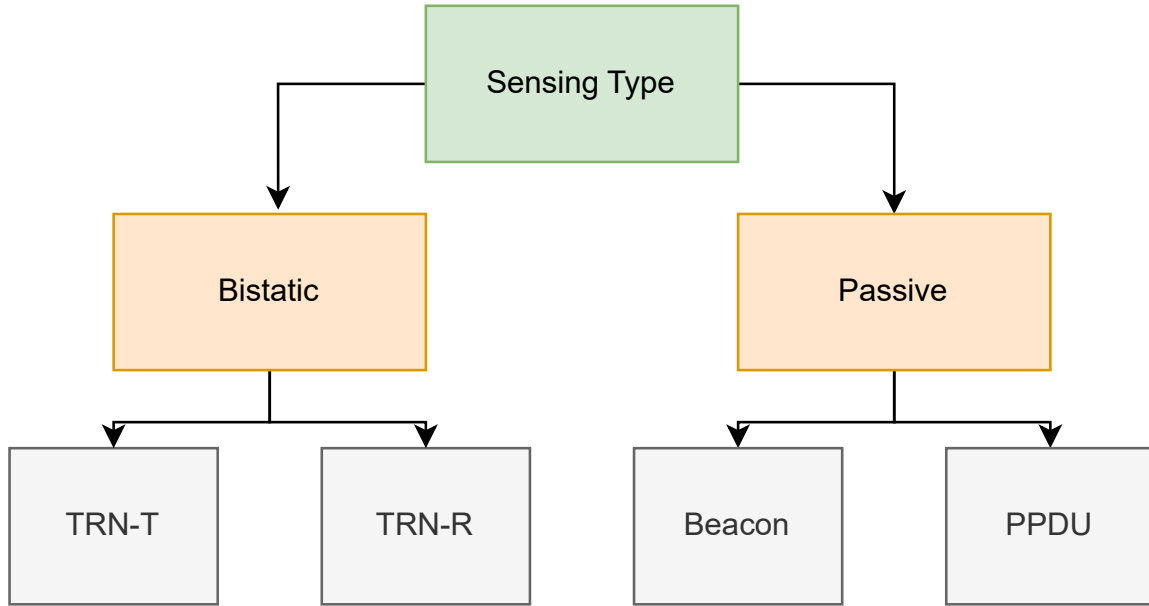 Sensing Type
Bistatic
Passive
TRN-T
TRN-R
Beacon
PPDU